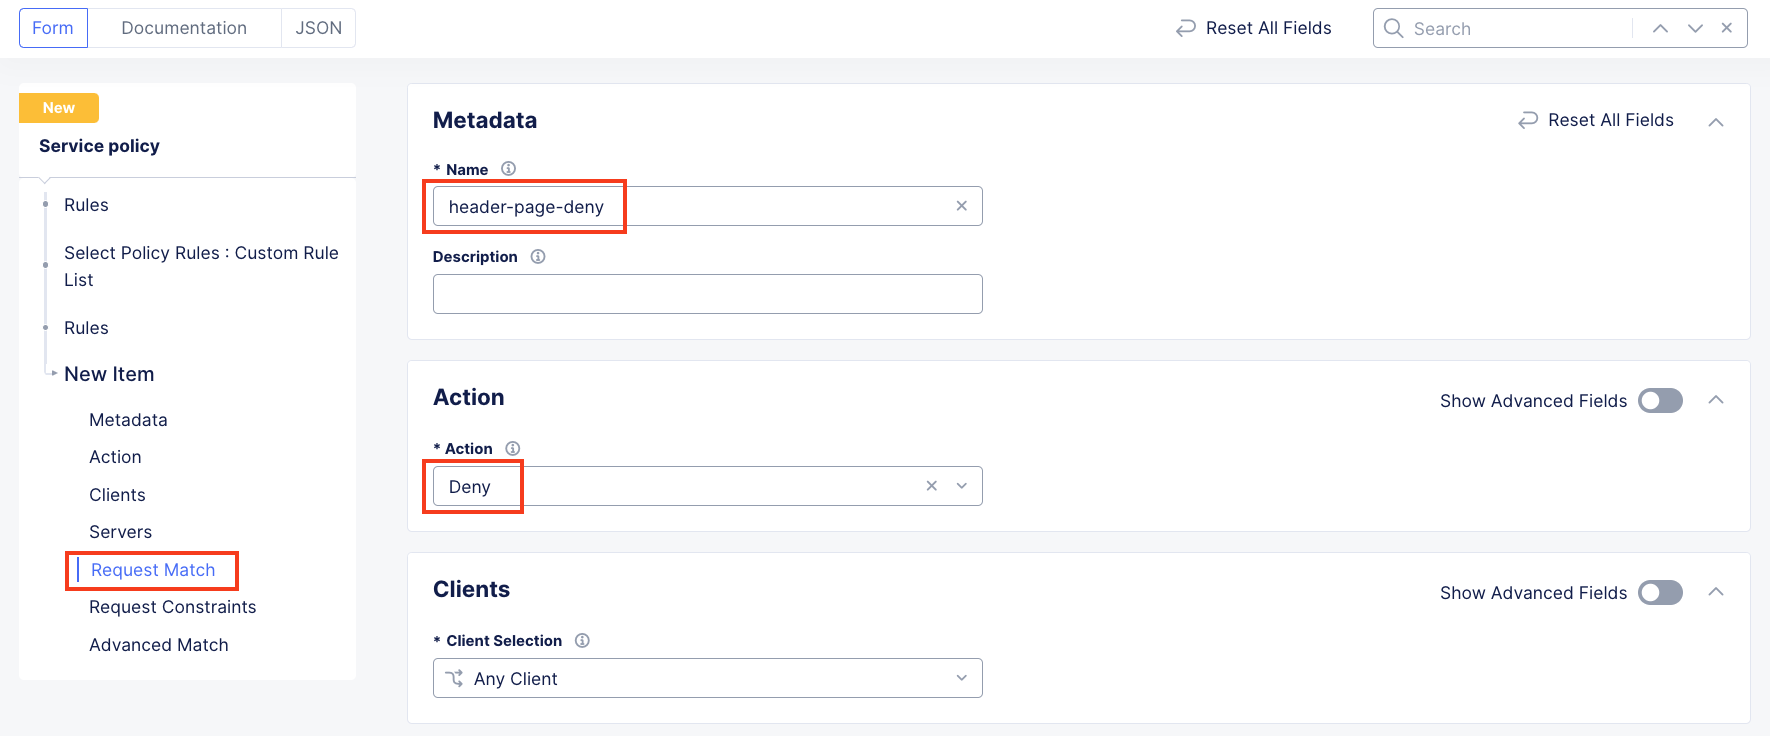 Form
Documentation
JSON
Reset All Fields
Search
New
Service policy
Rules
Select Policy Rules : Custom Rule
List
Rules
New Item
Metadata
Action
Clients
Servers
Request Match
Request Constraints
Advanced Match
Metadata
Reset All Fields
* Name
header-page-deny
Description
Action
Show Advanced Fields
* Action
Deny
Clients
Show Advanced Fields
* Client Selection
Any Client